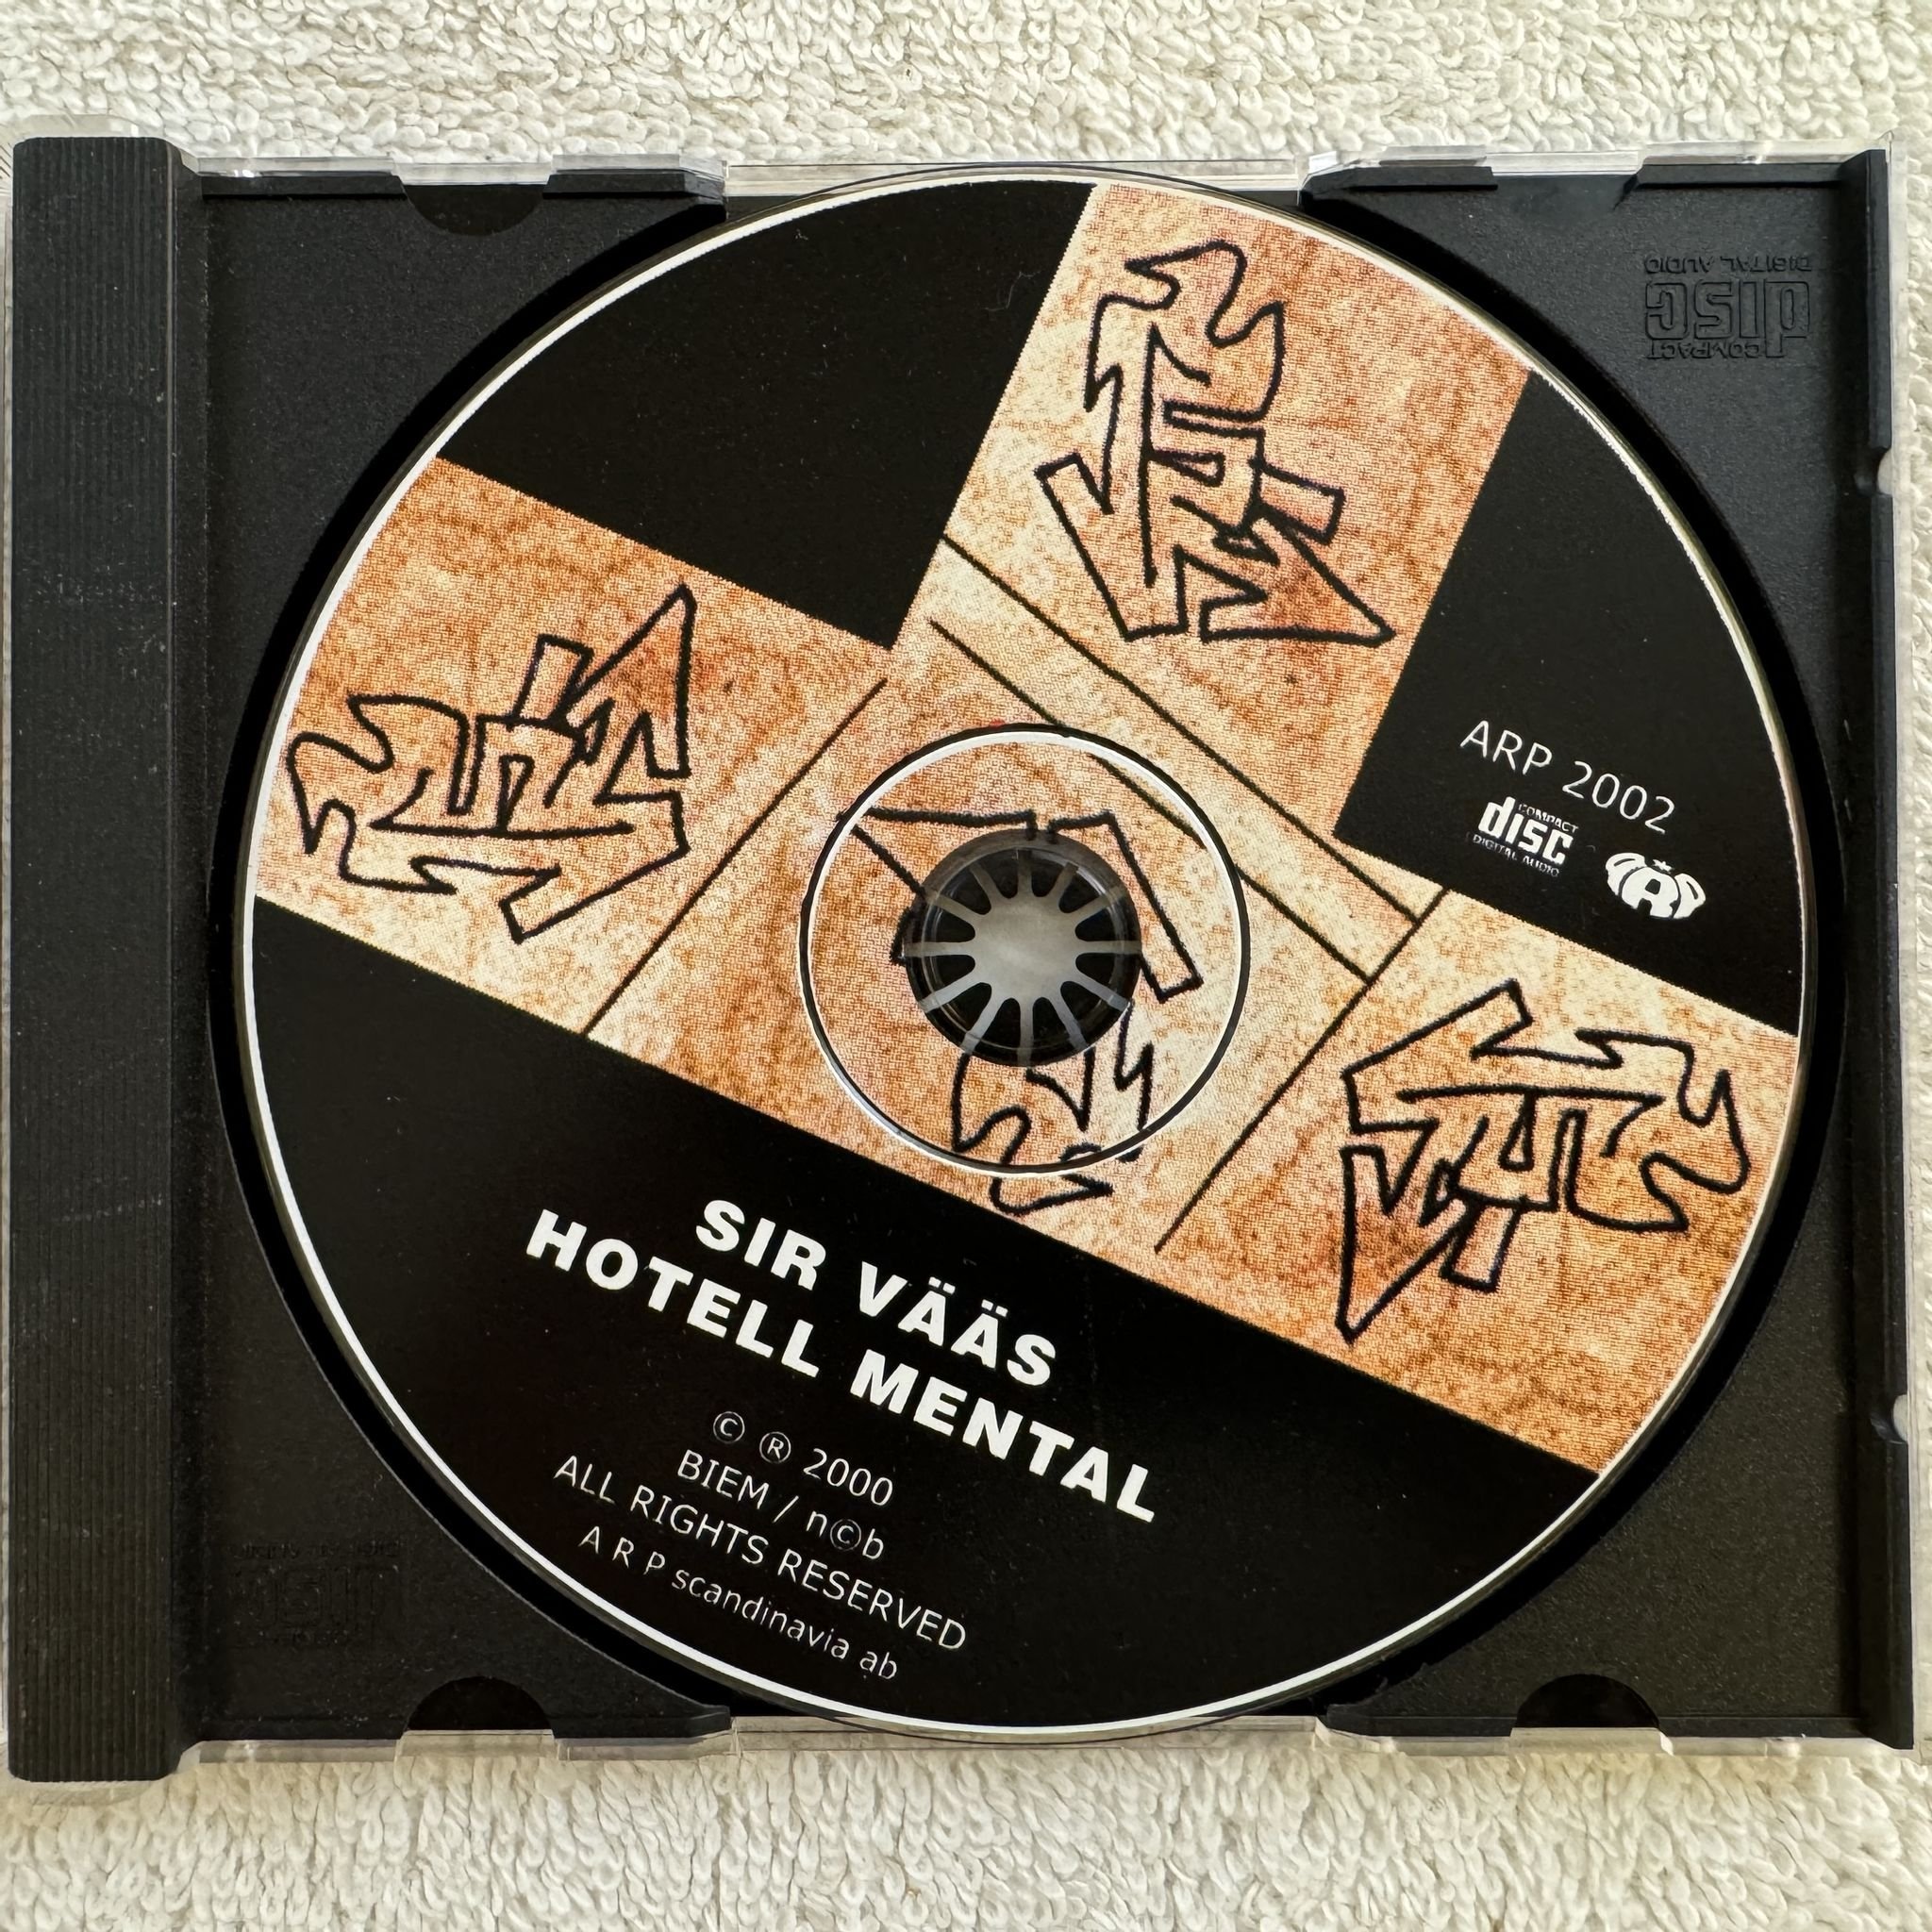 COMPACT
disc
DIGITAL AUDIO
ARP 2002
COMPACT
disc
DIGITAL AUDIO
ARP
SIR VÄÄS
HOTELL MENTAL
© ® 2000
BIEM / n©b
ALL RIGHTS RESERVED
A R P scandinavia ab